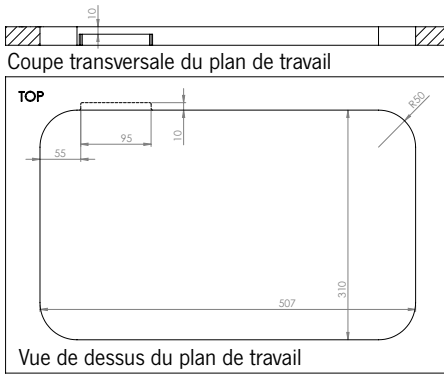 10
Coupe transversale du plan de travail
TOP
R50
95
10
55
310
507
Vue de dessus du plan de travail